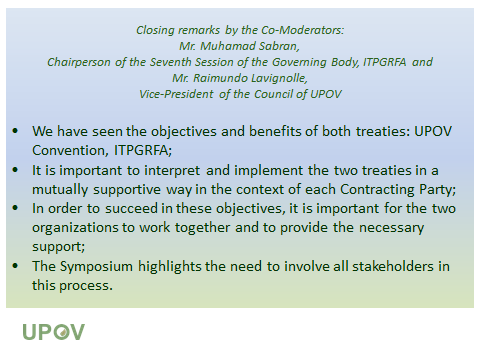 Closing remarks by the Co-Moderators:
Mr. Muhamad Sabran,
Chairperson of the Seventh Session of the Governing Body, ITPGRFA and
Mr. Raimundo Lavignolle,
Vice-President of the Council of UPOV
• We have seen the objectives and benefits of both treaties: UPOV
Convention, ITPGRFA;
• It is important to interpret and implement the two treaties in a
mutually supportive way in the context of each Contracting Party;
• In order to succeed in these objectives, it is important for the two
organizations to work together and to provide the necessary
support;
• The Symposium highlights the need to involve all stakeholders in
this process.
UPOV